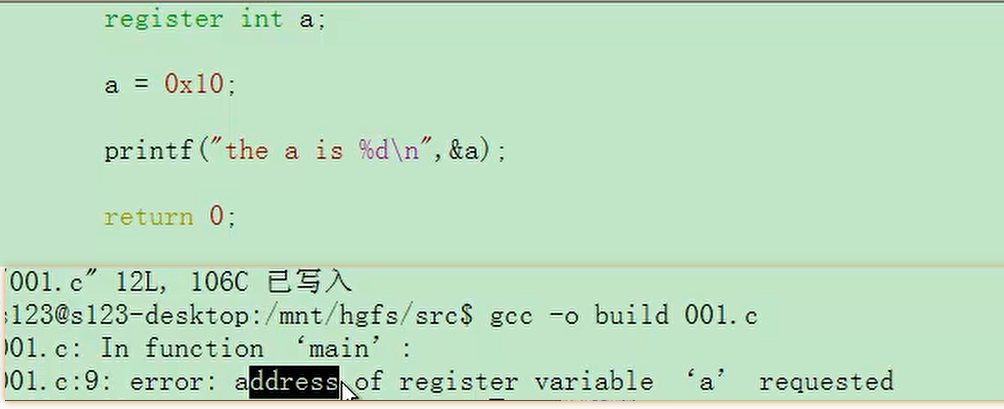 register int a;
a = 0x10;
printf("the a is %d\n",&a);
return 0;
"001.c" 12L, 106C 已写入
s123@s123-desktop:/mnt/hgfs/src$ gcc -o build 001.c
001.c: In function ‘main’:
001.c:9: error: address of register variable ‘a’ requested